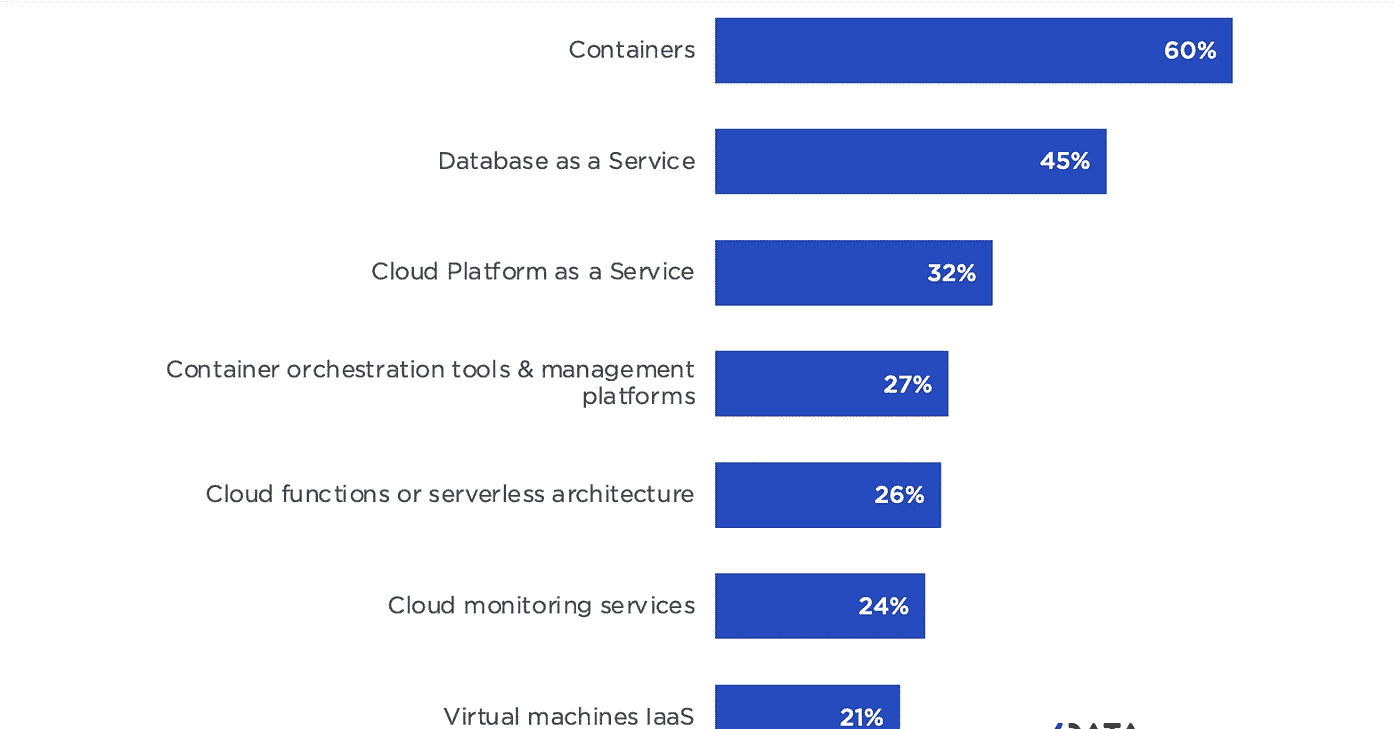 Containers 60%
Database as a Service 45%
Cloud Platform as a Service 32%
Container orchestration tools & management
platforms 27%
Cloud functions or serverless architecture 26%
Cloud monitoring services 24%
Virtual machines IaaS 21%